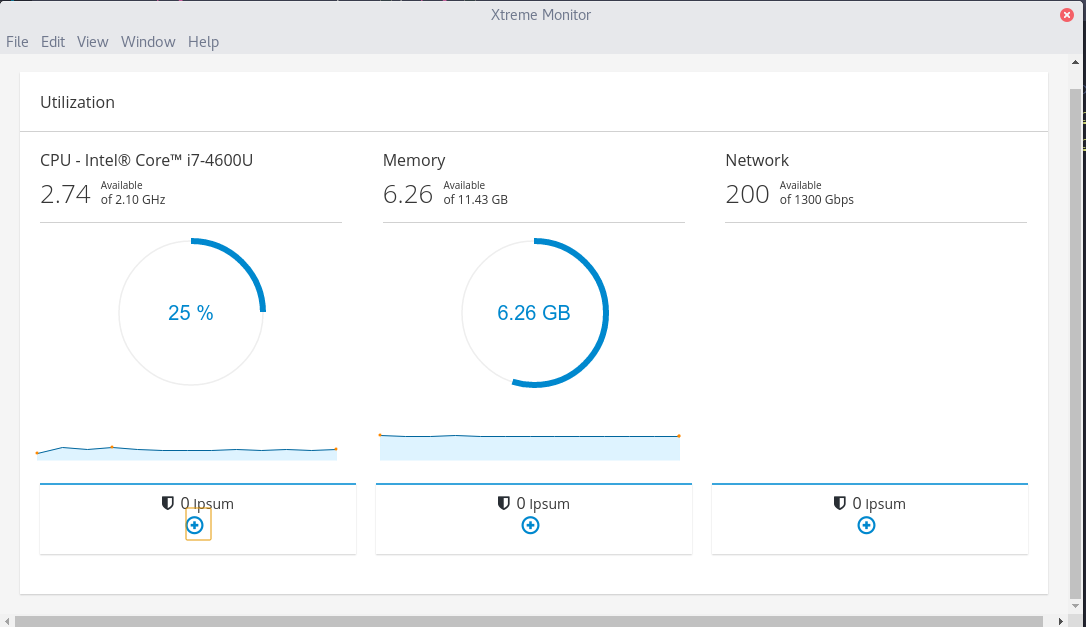 Xtreme Monitor
File Edit View Window Help
Utilization
CPU - Intel® Core™ i7-4600U
2.74 Available of 2.10 GHz
Memory
6.26 Available of 11.43 GB
Network
200 Available of 1300 Gbps
25 %
6.26 GB
0 Ipsum
0 Ipsum
0 Ipsum